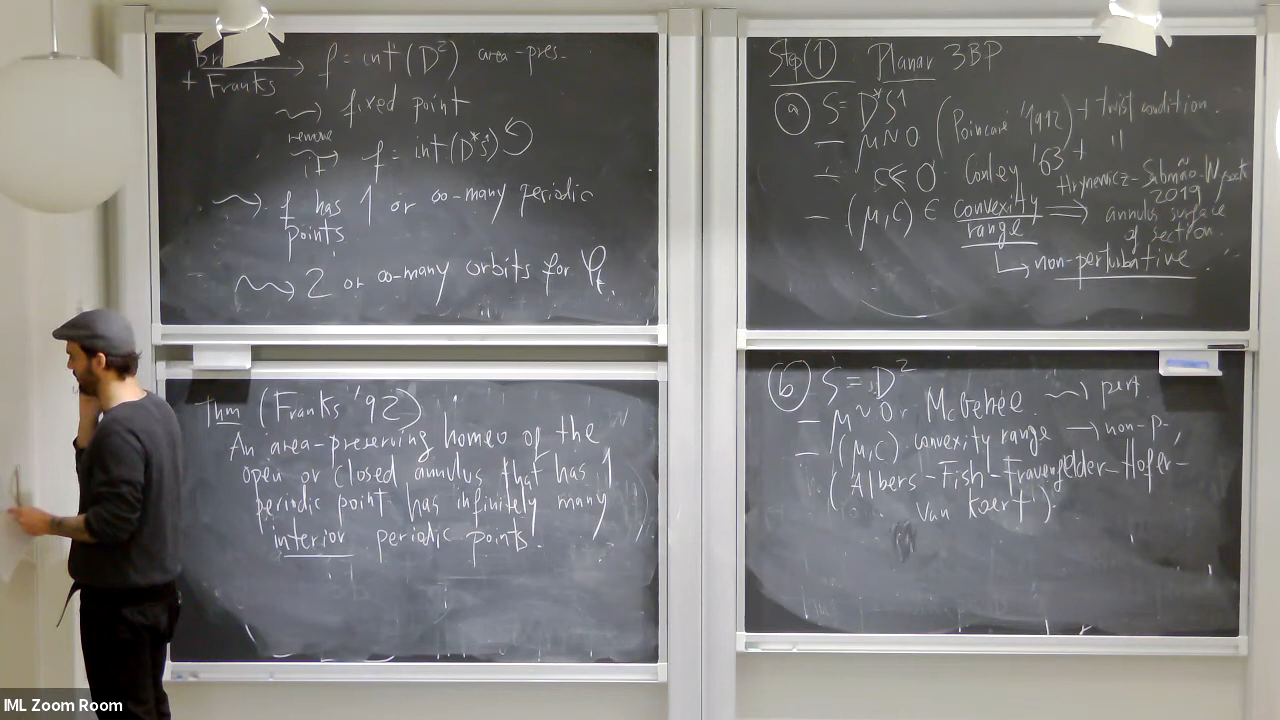 + Franks → f = int(D²) area-pres.
⇝ fixed point
remove it ⇝ f = int(D*S¹) ↺
⇝ f has 1 or ∞-many periodic
points
⇝ 2 or ∞-many orbits for φ_t.
Thm (Franks '92)
An area-preserving homeo of the
open or closed annulus that has 1
periodic point has infinitely many
interior periodic points.
Step ① Planar 3BP
ⓐ S = D*S¹
- μ~0 (Poincaré '1912) + twist condition.
- c≪0 Conley '63 + "
Hryniewicz-Salomão-Wysocki
2019
- (μ,c) ∈ convexity range ⟹ annulus surface
of section.
↳ non-perturbative.
ⓑ S = D²
- μ~0. McGehee ⇝ pert.
- (μ,c). convexity range → non-p.
(Albers-Fish-Frauenfelder-Hofer-
van Koert).
IML Zoom Room